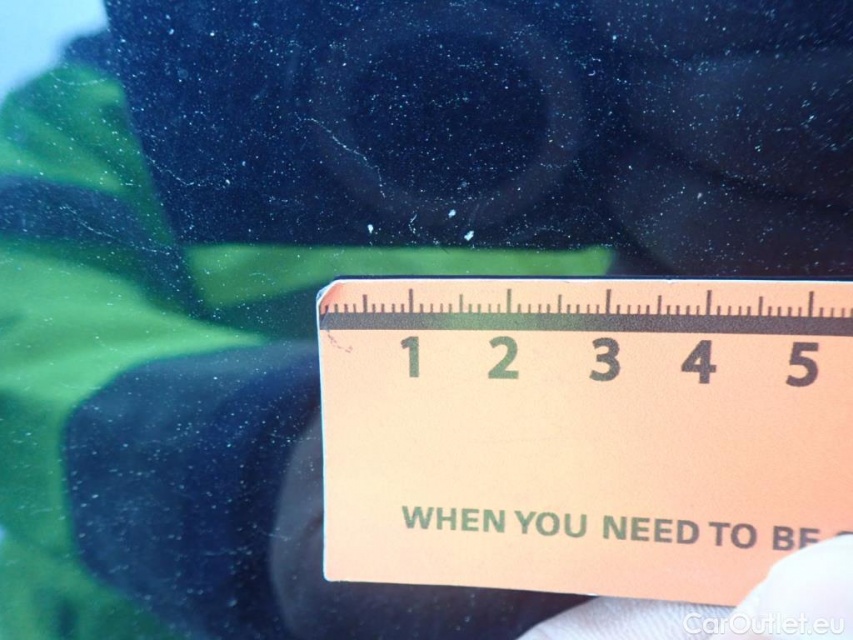 1 2 3 4 5
WHEN YOU NEED TO BE
CarOutlet.eu